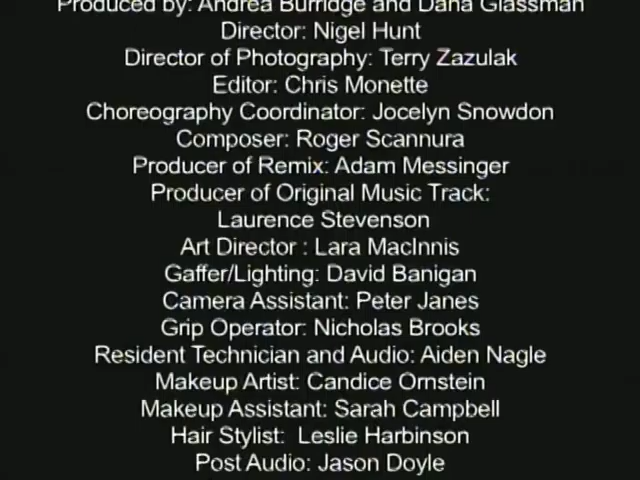 Produced by: Andrea Burridge and Dana Glassman
Director: Nigel Hunt
Director of Photography: Terry Zazulak
Editor: Chris Monette
Choreography Coordinator: Jocelyn Snowdon
Composer: Roger Scannura
Producer of Remix: Adam Messinger
Producer of Original Music Track:
Laurence Stevenson
Art Director : Lara MacInnis
Gaffer/Lighting: David Banigan
Camera Assistant: Peter Janes
Grip Operator: Nicholas Brooks
Resident Technician and Audio: Aiden Nagle
Makeup Artist: Candice Ornstein
Makeup Assistant: Sarah Campbell
Hair Stylist:  Leslie Harbinson
Post Audio: Jason Doyle